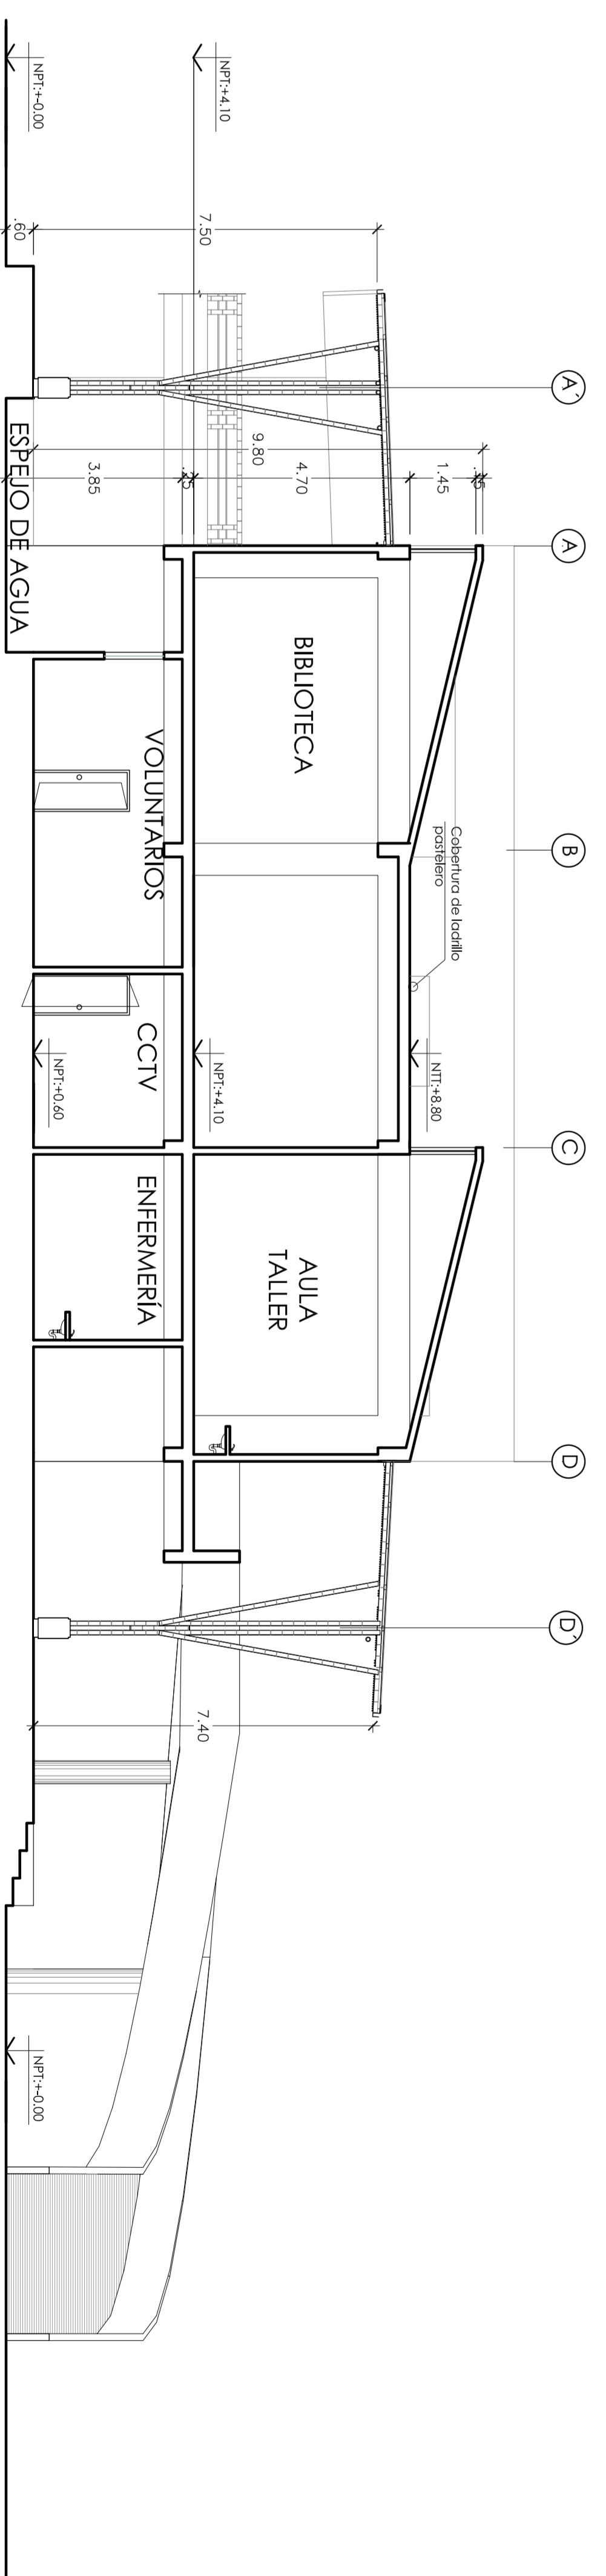 A´
A
B
C
D
D´
NPT:+-0.00
NPT:+4.10
7.50
.60
9.80
3.85
4.70
1.45
ESPEJO DE AGUA
BIBLIOTECA
VOLUNTARIOS
Cobertura de ladrillo
pastelero
CCTV
NPT:+0.60
NPT:+4.10
NTT:+8.80
ENFERMERÍA
AULA
TALLER
7.40
NPT:+-0.00